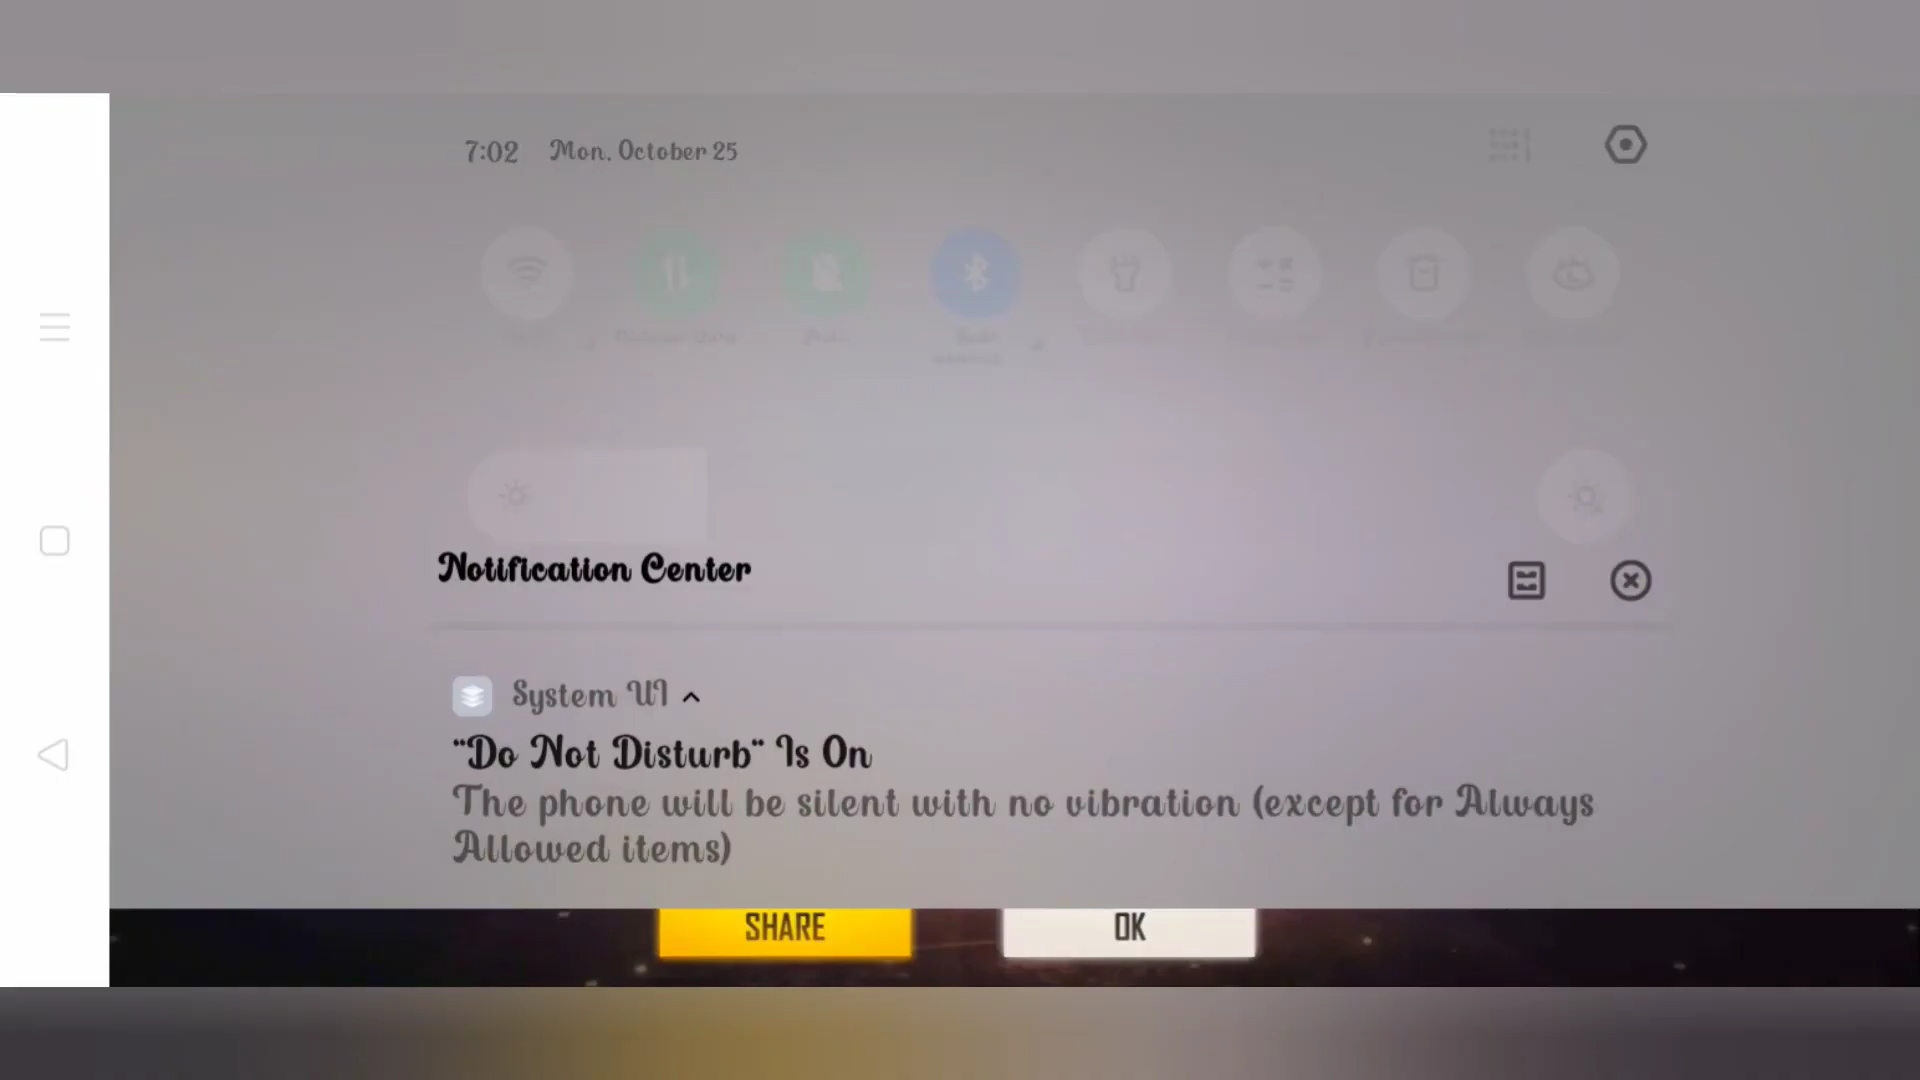 7:02 Mon, October 25
Notification Center
System UI
"Do Not Disturb" Is On
The phone will be silent with no vibration (except for Always
Allowed items)
SHARE OK